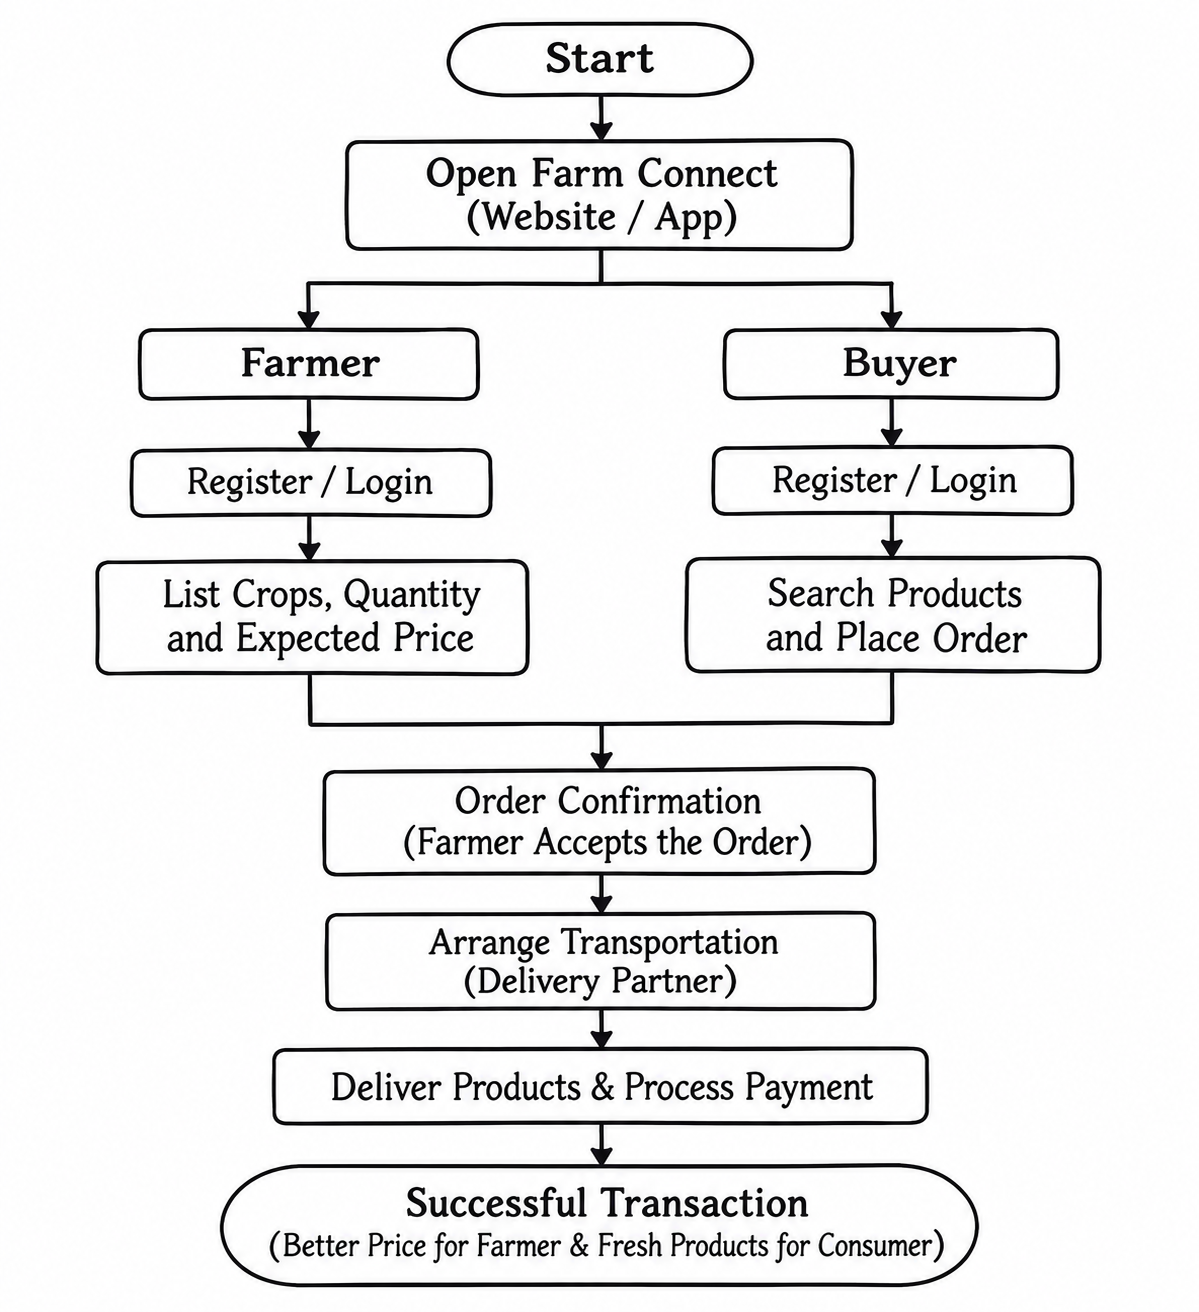 Start
Open Farm Connect
(Website / App)
Farmer
Buyer
Register / Login
Register / Login
List Crops, Quantity
and Expected Price
Search Products
and Place Order
Order Confirmation
(Farmer Accepts the Order)
Arrange Transportation
(Delivery Partner)
Deliver Products & Process Payment
Successful Transaction
(Better Price for Farmer & Fresh Products for Consumer)